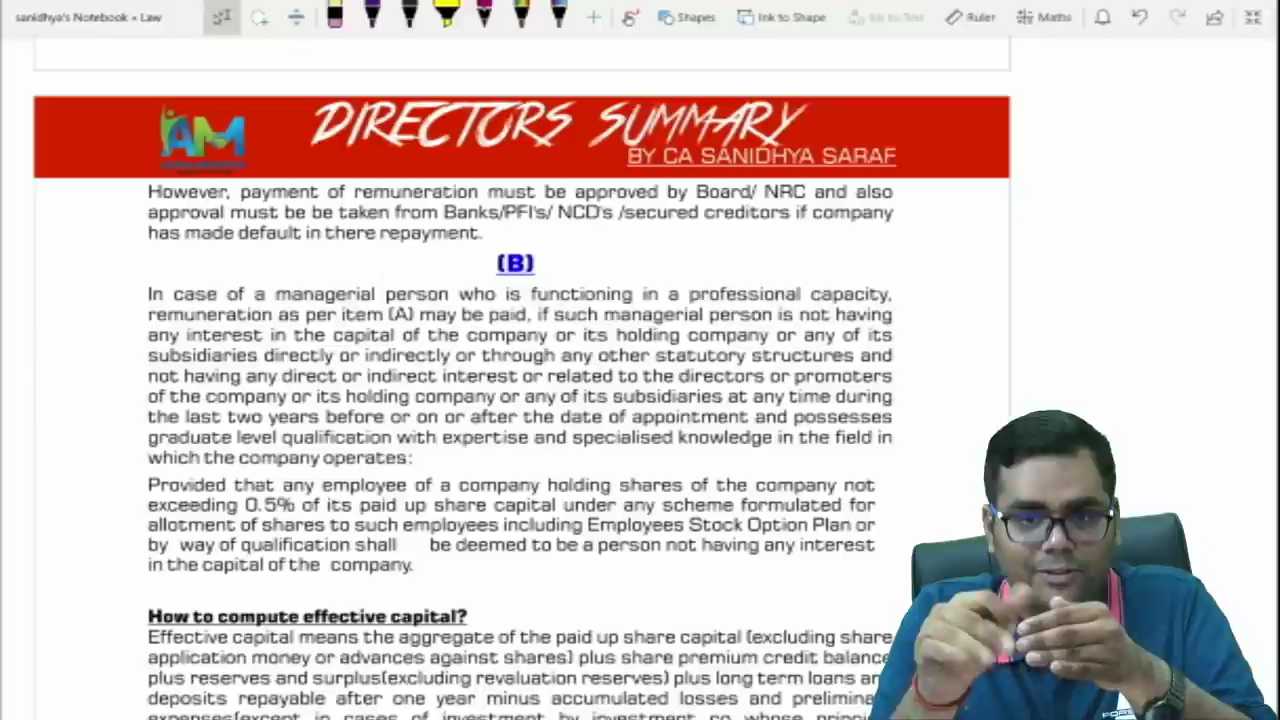 sanidhya's Notebook • Law
Shapes
Ink to Shape
Ink to Text
Ruler
Maths
AM
DIRECTORS SUMMARY
BY CA SANIDHYA SARAF
However, payment of remuneration must be approved by Board/ NRC and also
approval must be be taken from Banks/PFI's/ NCD's /secured creditors if company
has made default in there repayment.
(B)
In case of a managerial person who is functioning in a professional capacity,
remuneration as per item (A) may be paid, if such managerial person is not having
any interest in the capital of the company or its holding company or any of its
subsidiaries directly or indirectly or through any other statutory structures and
not having any direct or indirect interest or related to the directors or promoters
of the company or its holding company or any of its subsidiaries at any time during
the last two years before or on or after the date of appointment and possesses
graduate level qualification with expertise and specialised knowledge in the field in
which the company operates:
Provided that any employee of a company holding shares of the company not
exceeding 0.5% of its paid up share capital under any scheme formulated for
allotment of shares to such employees including Employees Stock Option Plan or
by way of qualification shall be deemed to be a person not having any interest
in the capital of the company.
How to compute effective capital?
Effective capital means the aggregate of the paid up share capital (excluding share
application money or advances against shares) plus share premium credit balance
plus reserves and surplus(excluding revaluation reserves) plus long term loans
deposits repayable after one year minus accumulated losses and
expenses(except in cases of investment by investment co. whose